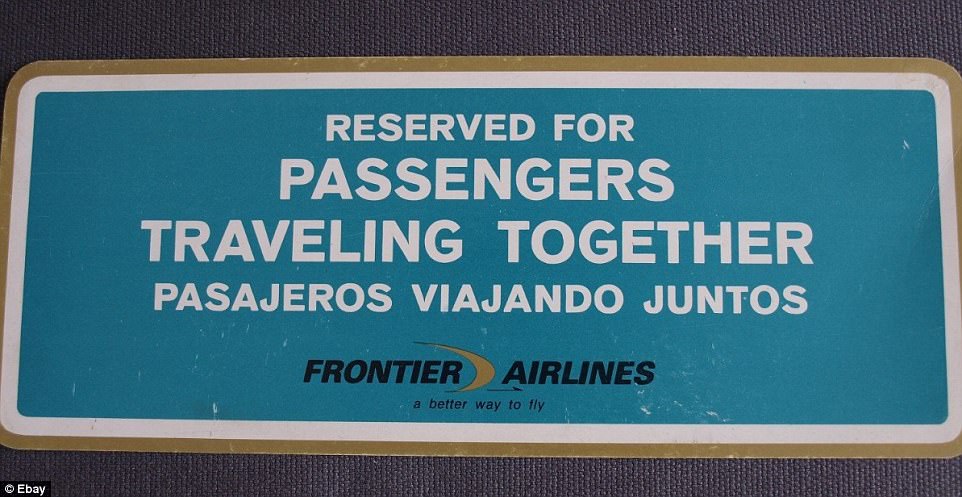 RESERVED FOR
PASSENGERS
TRAVELING TOGETHER
PASAJEROS VIAJANDO JUNTOS
FRONTIER AIRLINES
a better way to fly
© Ebay